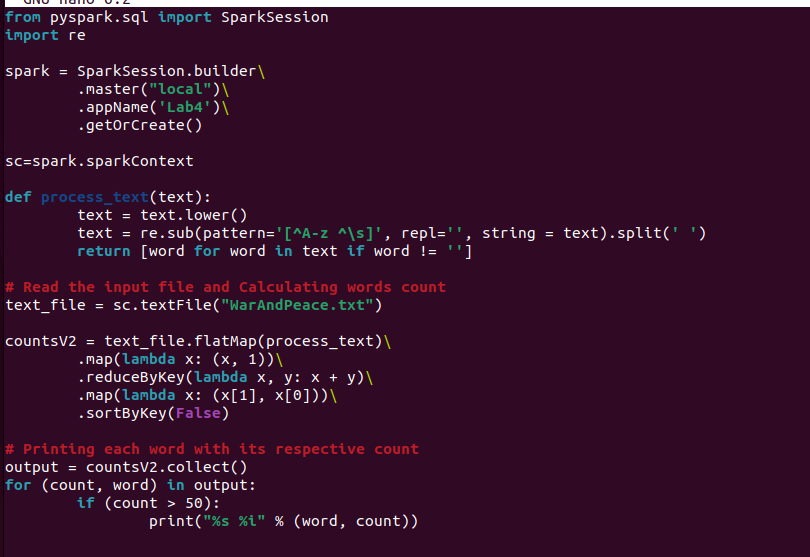 GNU nano 6.2
from pyspark.sql import SparkSession
import re
spark = SparkSession.builder\
.master("local")\
.appName('Lab4')\
.getOrCreate()
sc=spark.sparkContext
def process_text(text):
text = text.lower()
text = re.sub(pattern='[^A-z ^\s]', repl='', string = text).split(' ')
return [word for word in text if word != '']
# Read the input file and Calculating words count
text_file = sc.textFile("WarAndPeace.txt")
countsV2 = text_file.flatMap(process_text)\
.map(lambda x: (x, 1))\
.reduceByKey(lambda x, y: x + y)\
.map(lambda x: (x[1], x[0]))\
.sortByKey(False)
# Printing each word with its respective count
output = countsV2.collect()
for (count, word) in output:
if (count > 50):
print("%s %i" % (word, count))